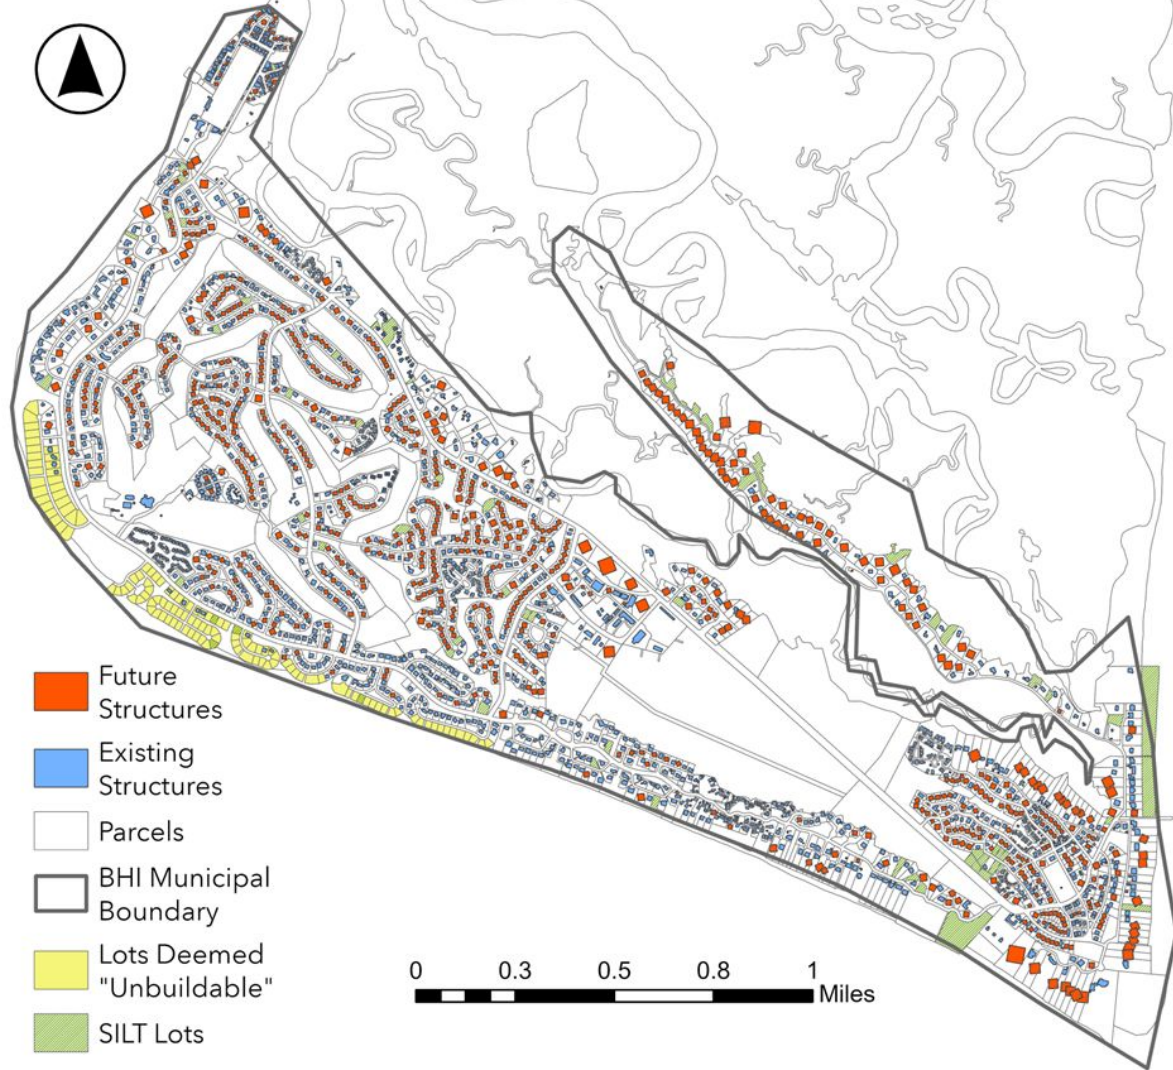 Future
Structures
Existing
Structures
Parcels
BHI Municipal
Boundary
Lots Deemed
"Unbuildable"
SILT Lots
0 0.3 0.5 0.8 1
Miles